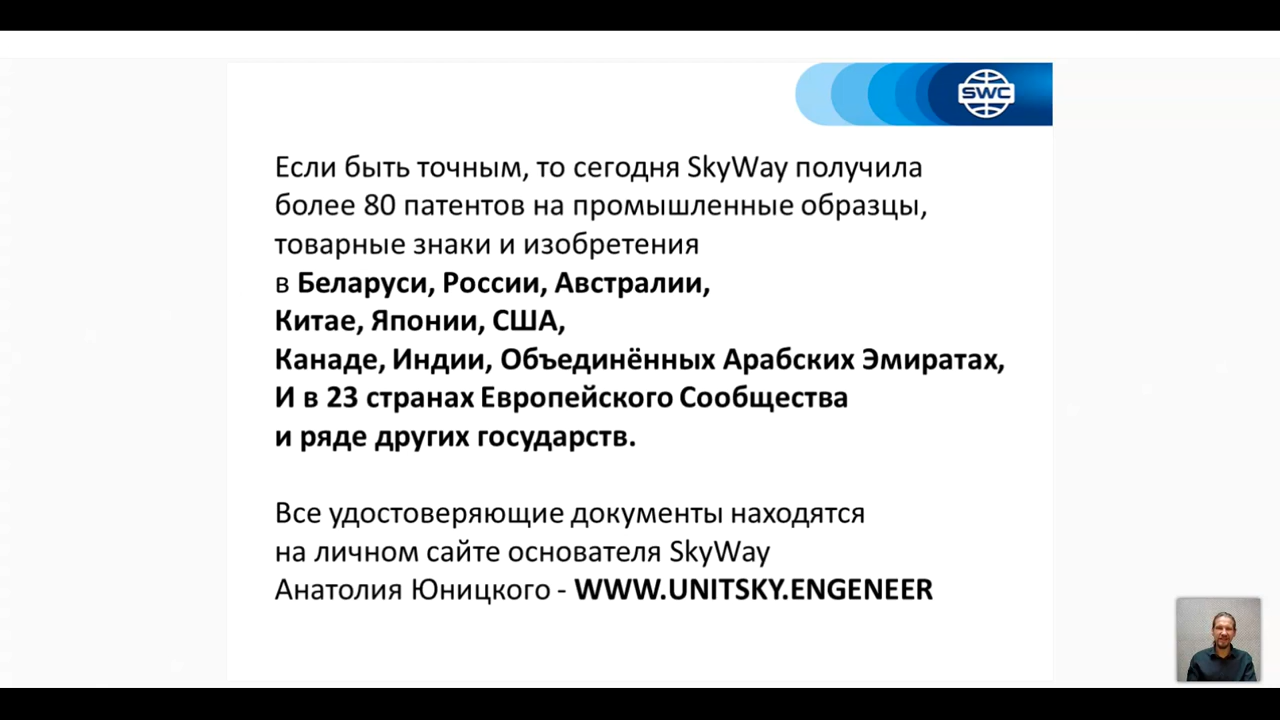 SWC
Если быть точным, то сегодня SkyWay получила
более 80 патентов на промышленные образцы,
товарные знаки и изобретения
в Беларуси, России, Австралии,
Китае, Японии, США,
Канаде, Индии, Объединённых Арабских Эмиратах,
И в 23 странах Европейского Сообщества
и ряде других государств.
Все удостоверяющие документы находятся
на личном сайте основателя SkyWay
Анатолия Юницкого - WWW.UNITSKY.ENGENEER